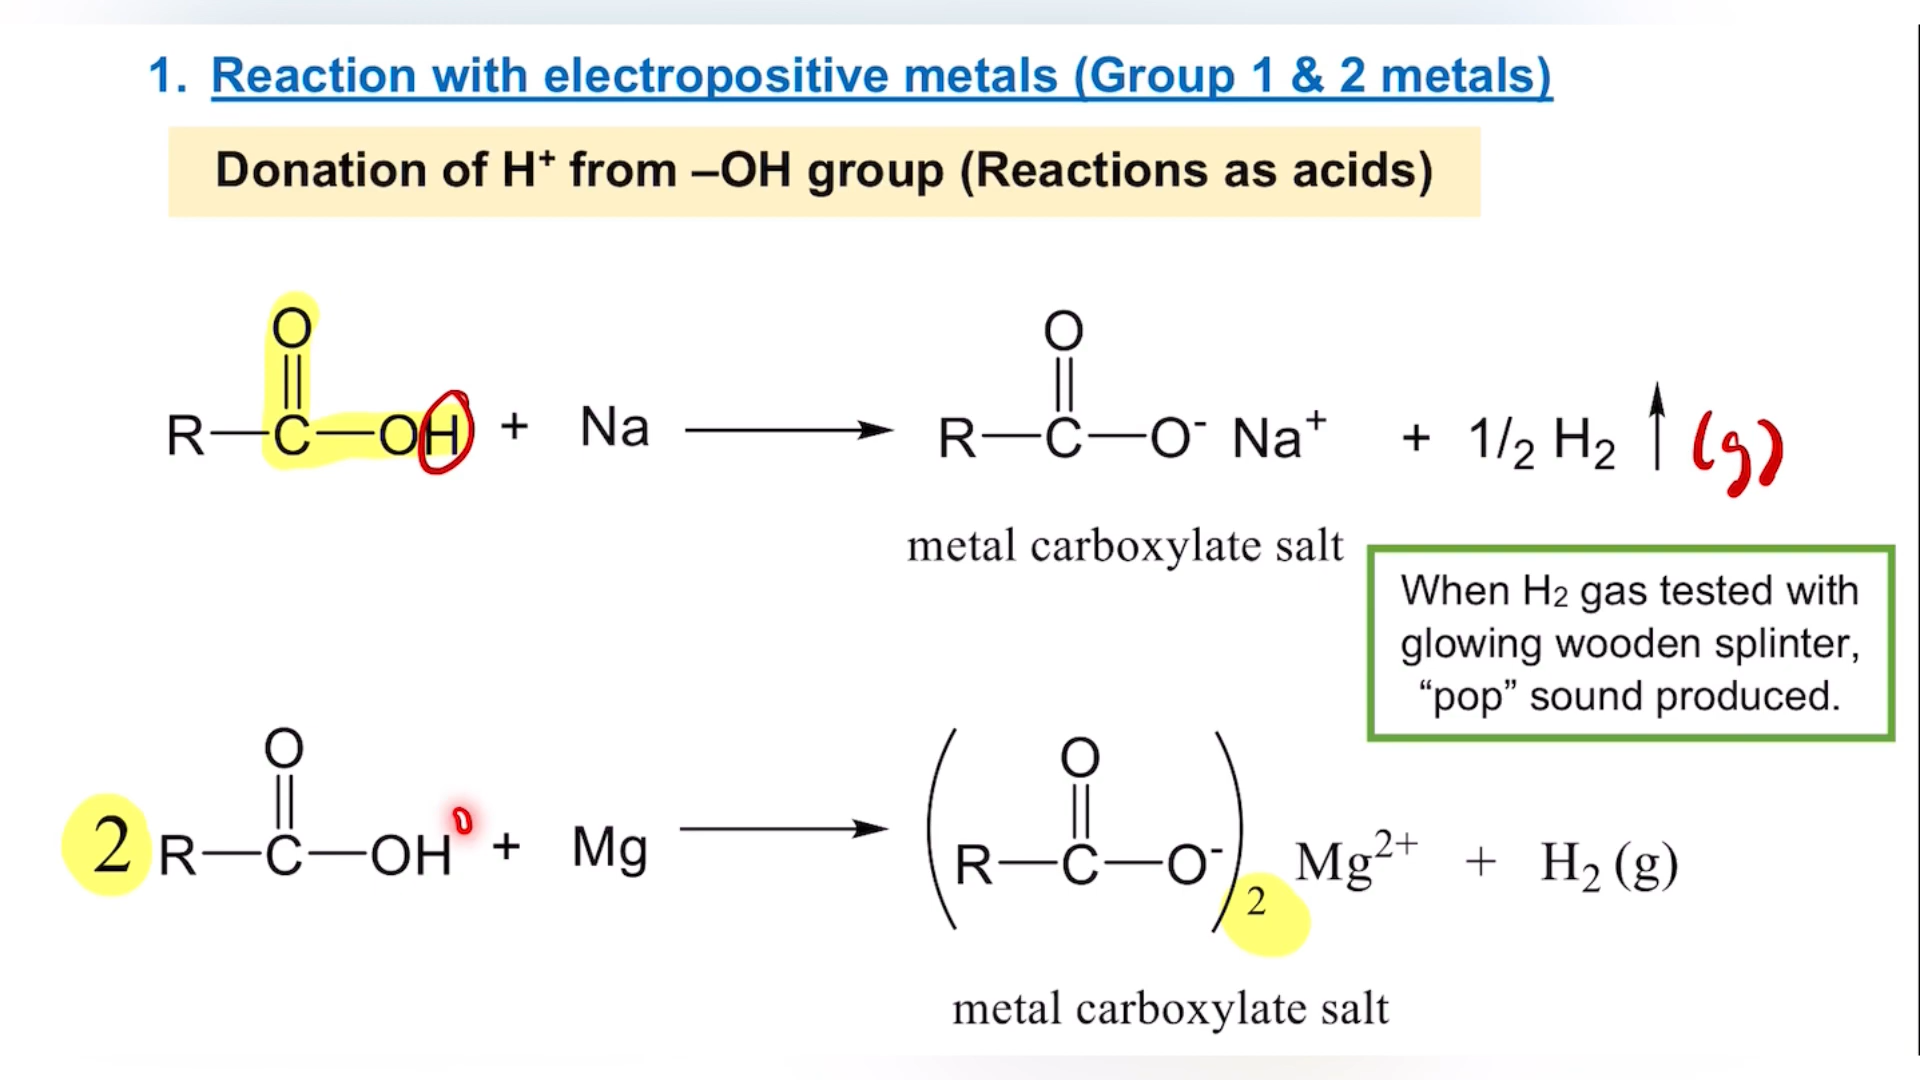 1. Reaction with electropositive metals (Group 1 & 2 metals)
Donation of H⁺ from –OH group (Reactions as acids)
O
R—C—OH + Na ⟶ R—C—O⁻ Na⁺ + 1/₂ H₂ ↑ (g)
O
metal carboxylate salt
When H₂ gas tested with
glowing wooden splinter,
“pop” sound produced.
O
2 R—C—OH + Mg ⟶ (R—C—O⁻)₂ Mg²⁺ + H₂ (g)
O
metal carboxylate salt